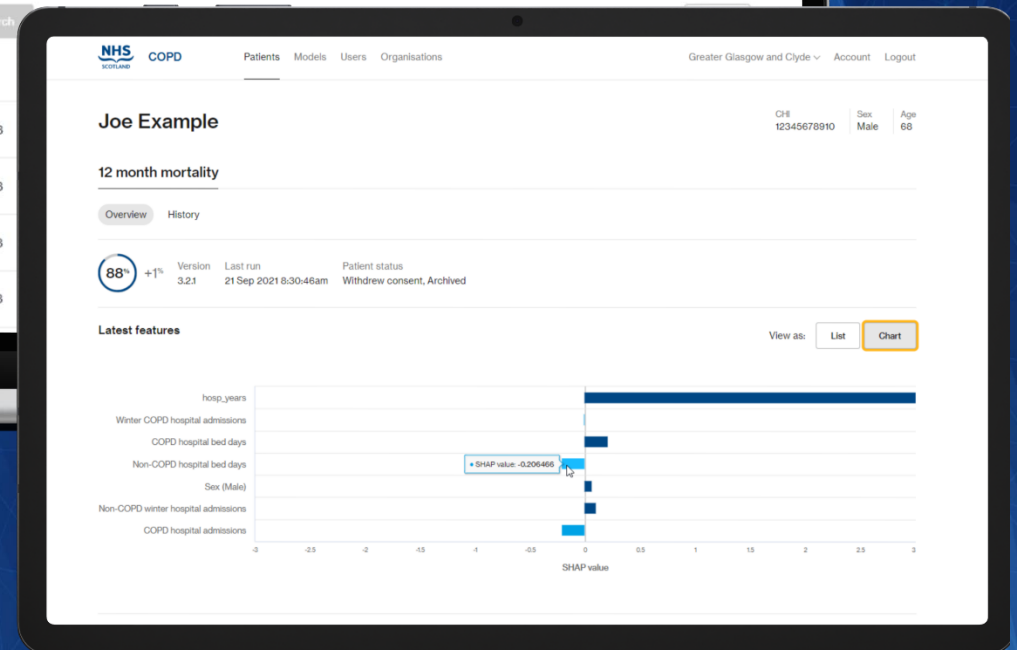 rch
NHS
SCOTLAND
COPD
Patients Models Users Organisations
Greater Glasgow and Clyde Account Logout
Joe Example
CHI Sex Age
12345678910 Male 68
12 month mortality
Overview History
88% +1%
Version Last run Patient status
3.2.1 21 Sep 2021 8:30:46am Withdrew consent, Archived
Latest features
View as: List Chart
hosp_years
Winter COPD hospital admissions
COPD hospital bed days
Non-COPD hospital bed days
SHAP value: -0.206466
Sex (Male)
Non-COPD winter hospital admissions
COPD hospital admissions
-3 -2.5 -2 -1.5 -1 -0.5 0 0.5 1 1.5 2 2.5 3
SHAP value